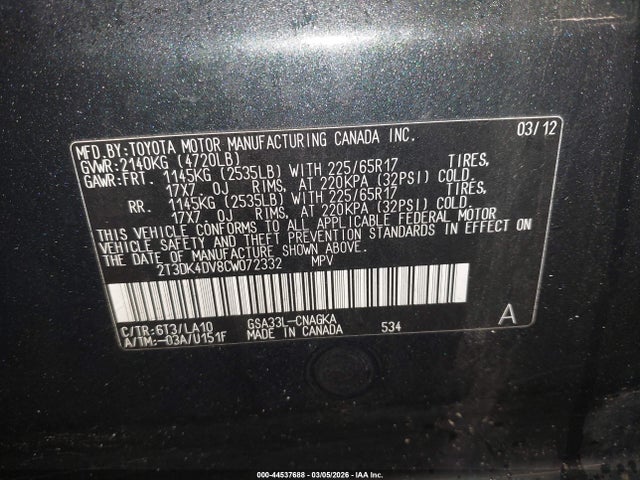 MFD BY: TOYOTA MOTOR MANUFACTURING CANADA INC. 03/12
GVWR: 2140KG (4720LB)
GAWR: FRT. 1145KG (2535LB) WITH 225/65R17 TIRES,
17X7 0J RIMS, AT 220KPA (32PSI) COLD.
RR. 1145KG (2535LB) WITH 225/65R17 TIRES,
17X7 0J RIMS, AT 220KPA (32PSI) COLD.
THIS VEHICLE CONFORMS TO ALL APPLICABLE FEDERAL MOTOR
VEHICLE SAFETY AND THEFT PREVENTION STANDARDS IN EFFECT ON
THE DATE OF MANUFACTURE SHOWN ABOVE.
2T3DK4DV8CW072332 MPV
C/TR: 6T3/LA10 GSA33L-CNAGKA A
A/TM: -03A/U151F MADE IN CANADA 534
000-44537688 - 03/05/2026 - IAA Inc.